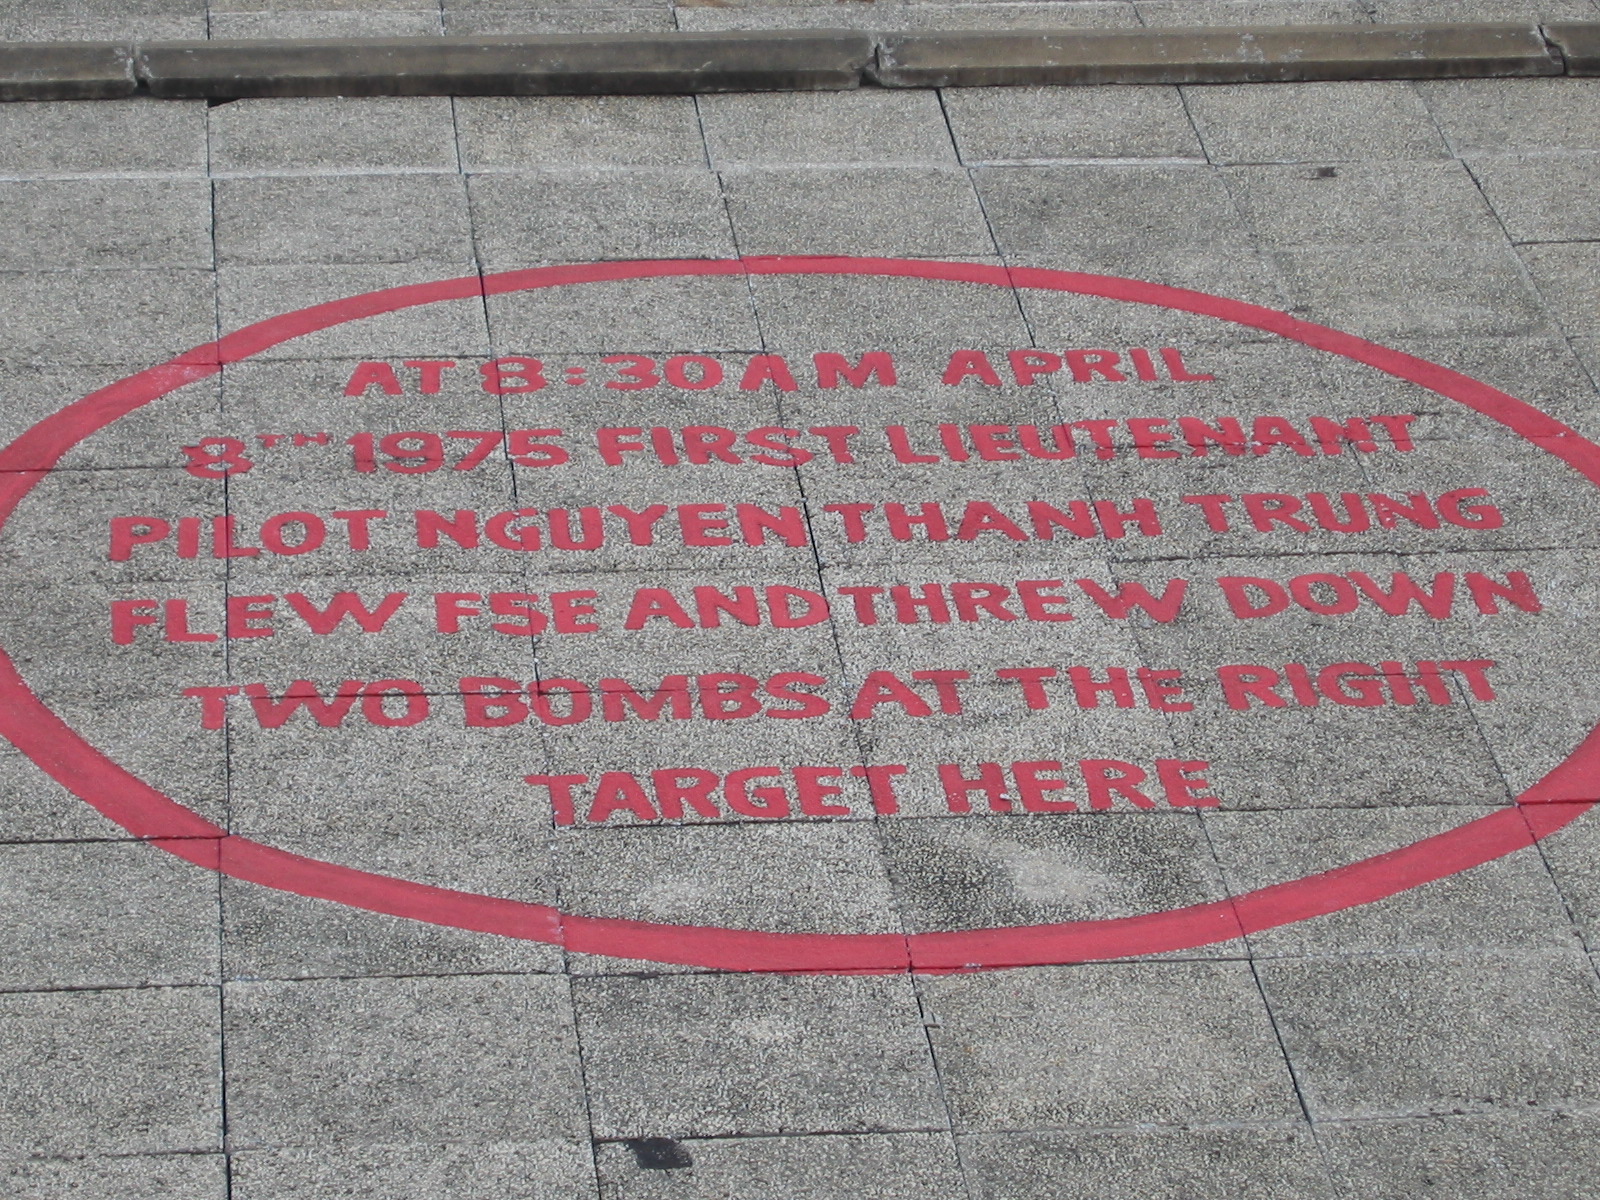 AT 8:30 AM APRIL
8TH 1975 FIRST LIEUTENANT
PILOT NGUYEN THANH TRUNG
FLEW F5E AND THREW DOWN
TWO BOMBS AT THE RIGHT
TARGET HERE